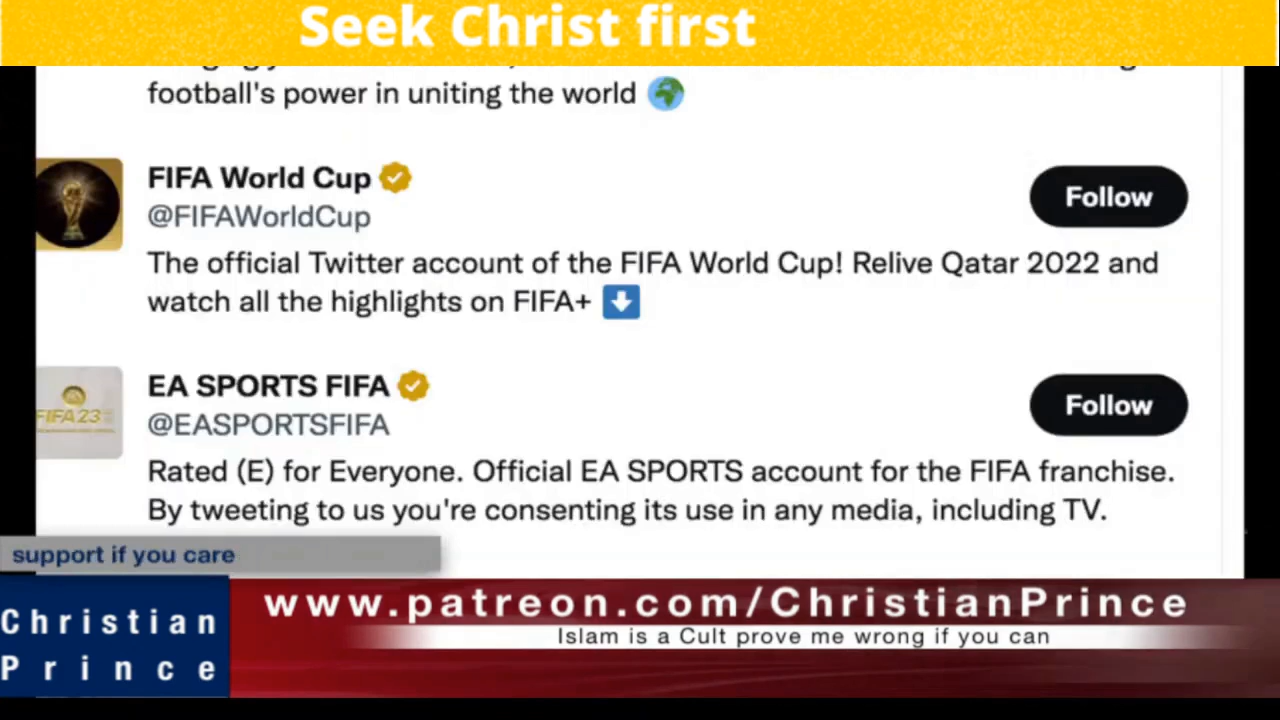 Seek Christ first
football's power in uniting the world
FIFA World Cup
@FIFAWorldCup
Follow
The official Twitter account of the FIFA World Cup! Relive Qatar 2022 and
watch all the highlights on FIFA+
EA SPORTS FIFA
@EASPORTSFIFA
Follow
FIFA 23
Rated (E) for Everyone. Official EA SPORTS account for the FIFA franchise.
By tweeting to us you're consenting its use in any media, including TV.
support if you care
Christian
Prince
www.patreon.com/ChristianPrince
Islam is a Cult prove me wrong if you can